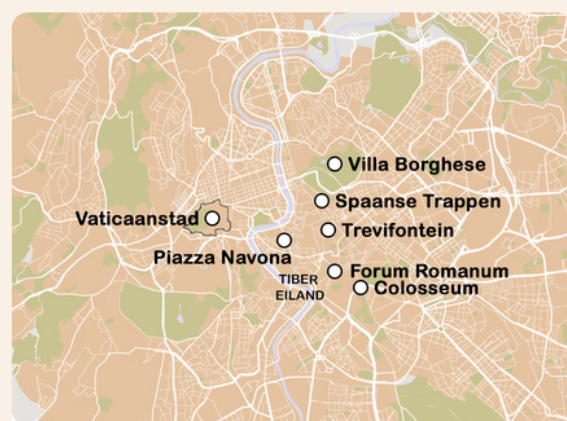 Villa Borghese
Spaanse Trappen
Vaticaanstad
Trevifontein
Piazza Navona
Forum Romanum
TIBER
EILAND
Colosseum